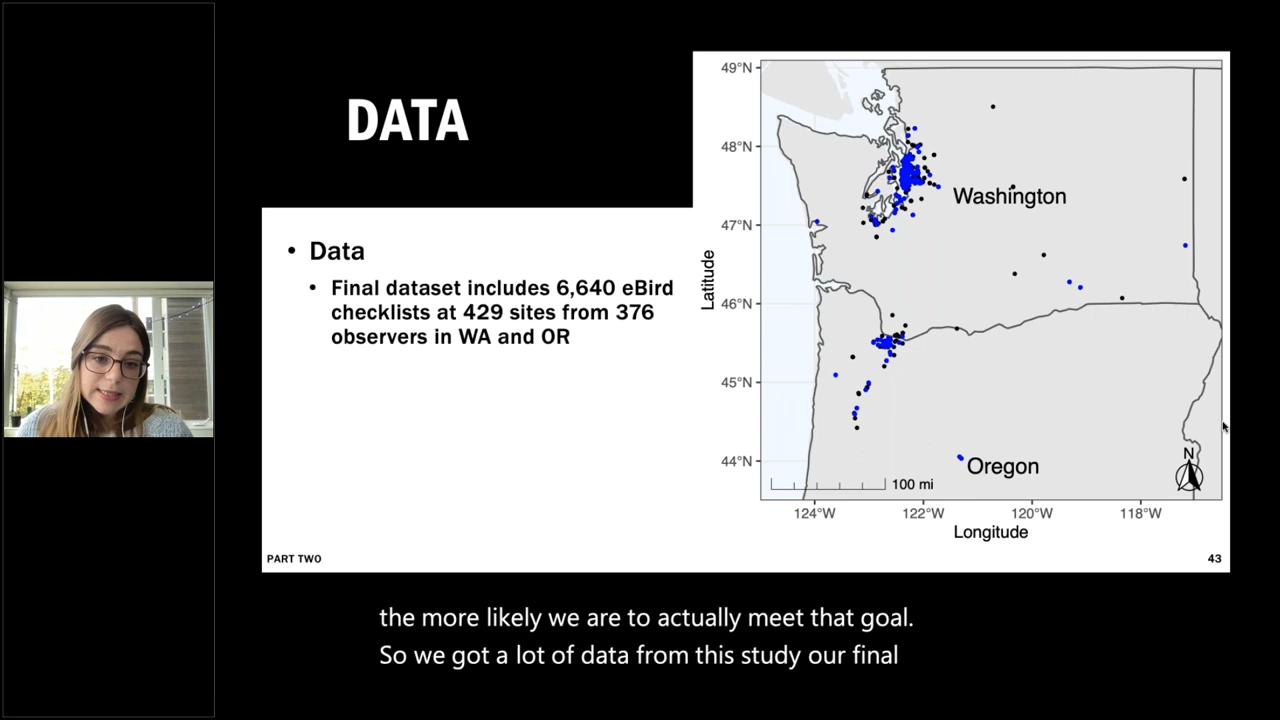 DATA
• Data
• Final dataset includes 6,640 eBird
checklists at 429 sites from 376
observers in WA and OR
PART TWO
49°N
48°N
47°N
46°N
45°N
44°N
Latitude
Washington
Oregon
N
100 mi
124°W 122°W 120°W 118°W
Longitude
43
the more likely we are to actually meet that goal.
So we got a lot of data from this study our final